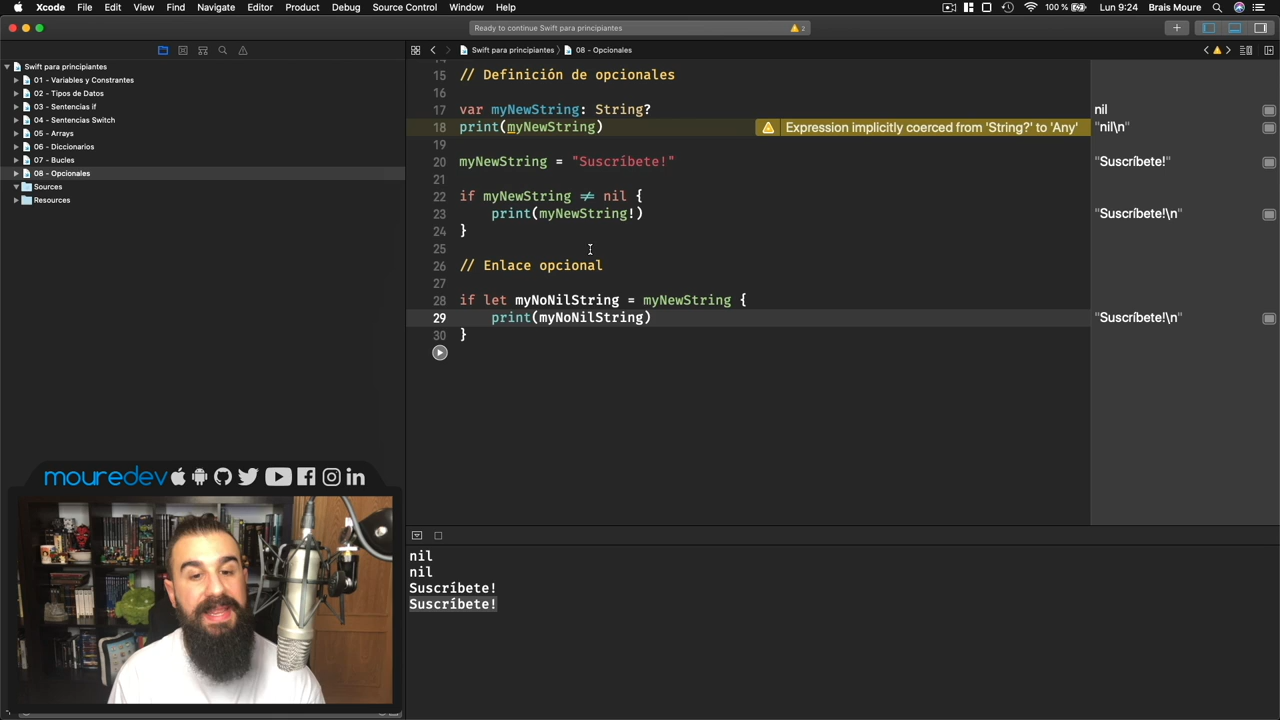 Xcode File Edit View Find Navigate Editor Product Debug Source Control Window Help 100 % Lun 9:24 Brais Moure
Ready to continue Swift para principiantes 2
Swift para principiantes 08 - Opcionales
Swift para principiantes
01 - Variables y Constrantes
02 - Tipos de Datos
03 - Sentencias if
04 - Sentencias Switch
05 - Arrays
06 - Diccionarios
07 - Bucles
08 - Opcionales
Sources
Resources
14
15 // Definición de opcionales
16
17 var myNewString: String? nil
18 print(myNewString) Expression implicitly coerced from 'String?' to 'Any' "nil\n"
19
20 myNewString = "Suscríbete!" "Suscríbete!"
21
22 if myNewString ≠ nil {
23 print(myNewString!) "Suscríbete!\n"
24 }
25
26 // Enlace opcional
27
28 if let myNoNilString = myNewString {
29 print(myNoNilString) "Suscríbete!\n"
30 }
mouredev
nil
nil
Suscríbete!
Suscríbete!